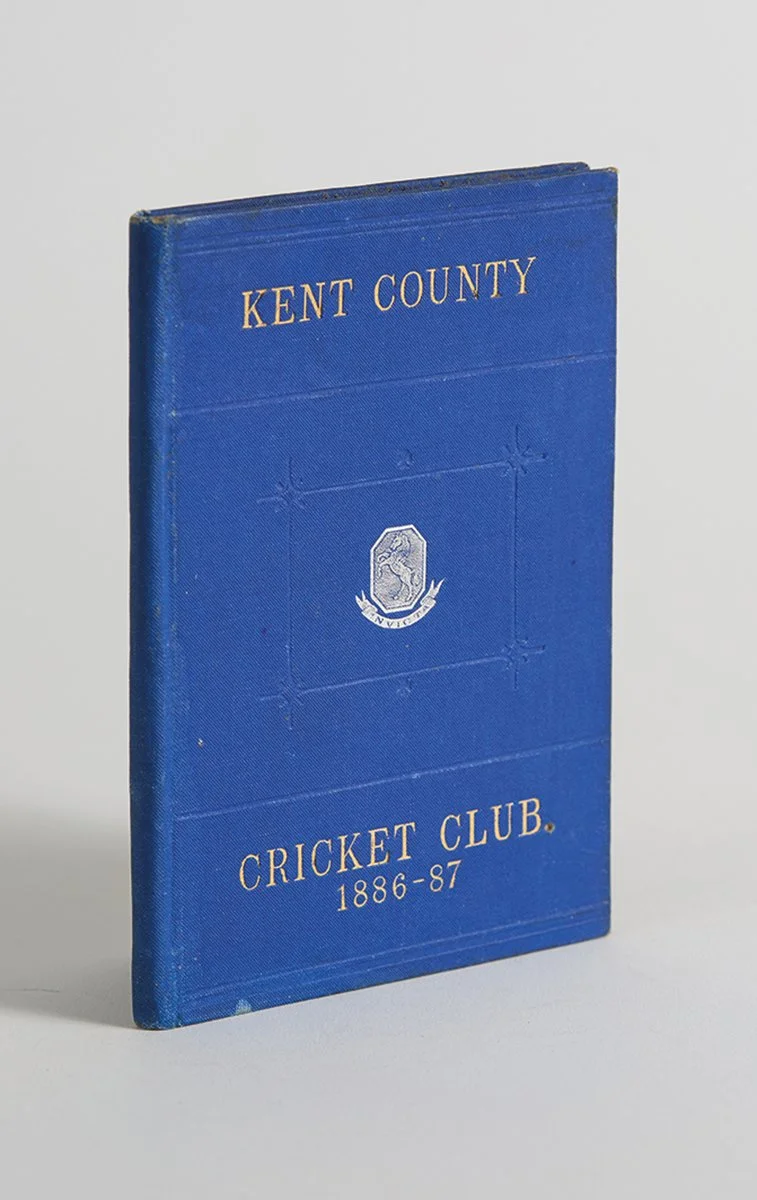 KENT COUNTY
INVICTA
CRICKET CLUB.
1886-87